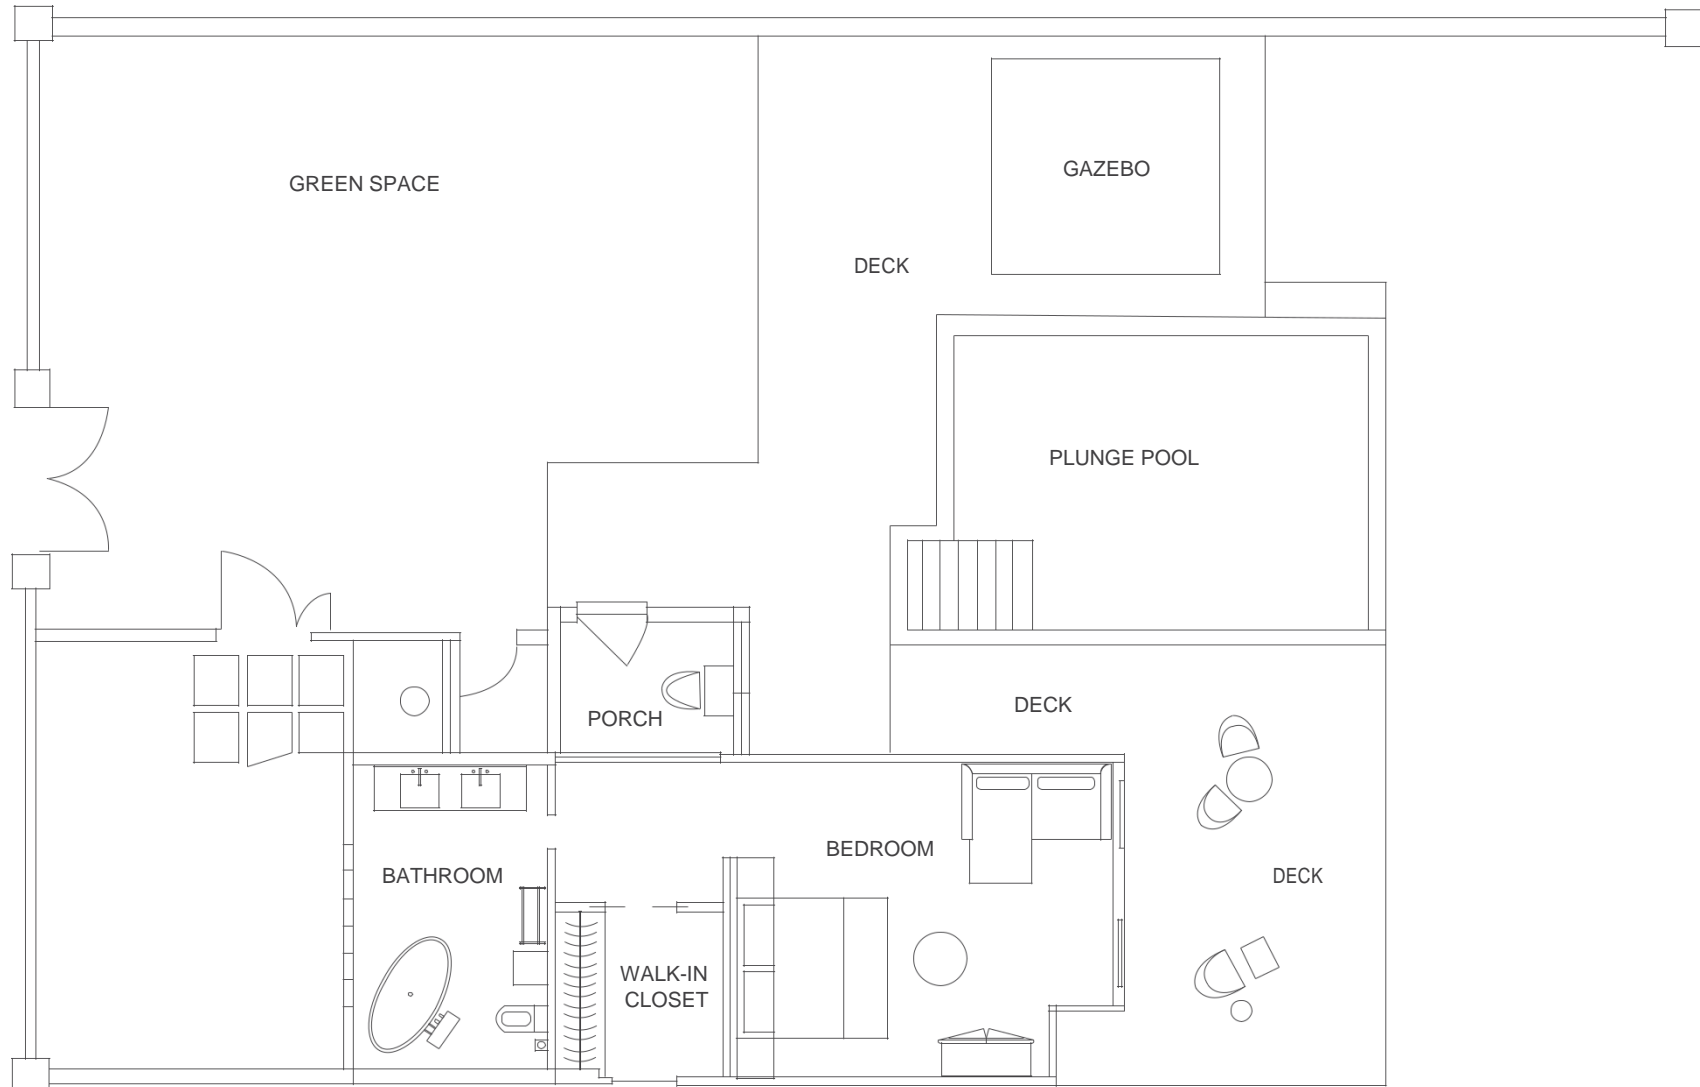 GREEN SPACE
GAZEBO
DECK
PLUNGE POOL
DECK
PORCH
BEDROOM
BATHROOM
DECK
WALK-IN
CLOSET